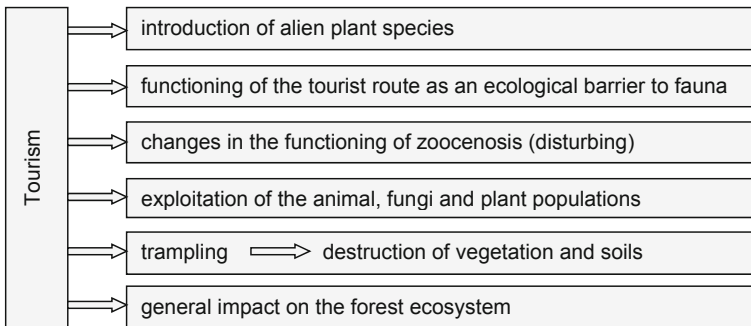 Tourism
introduction of alien plant species
functioning of the tourist route as an ecological barrier to fauna
changes in the functioning of zoocenosis (disturbing)
exploitation of the animal, fungi and plant populations
trampling destruction of vegetation and soils
general impact on the forest ecosystem